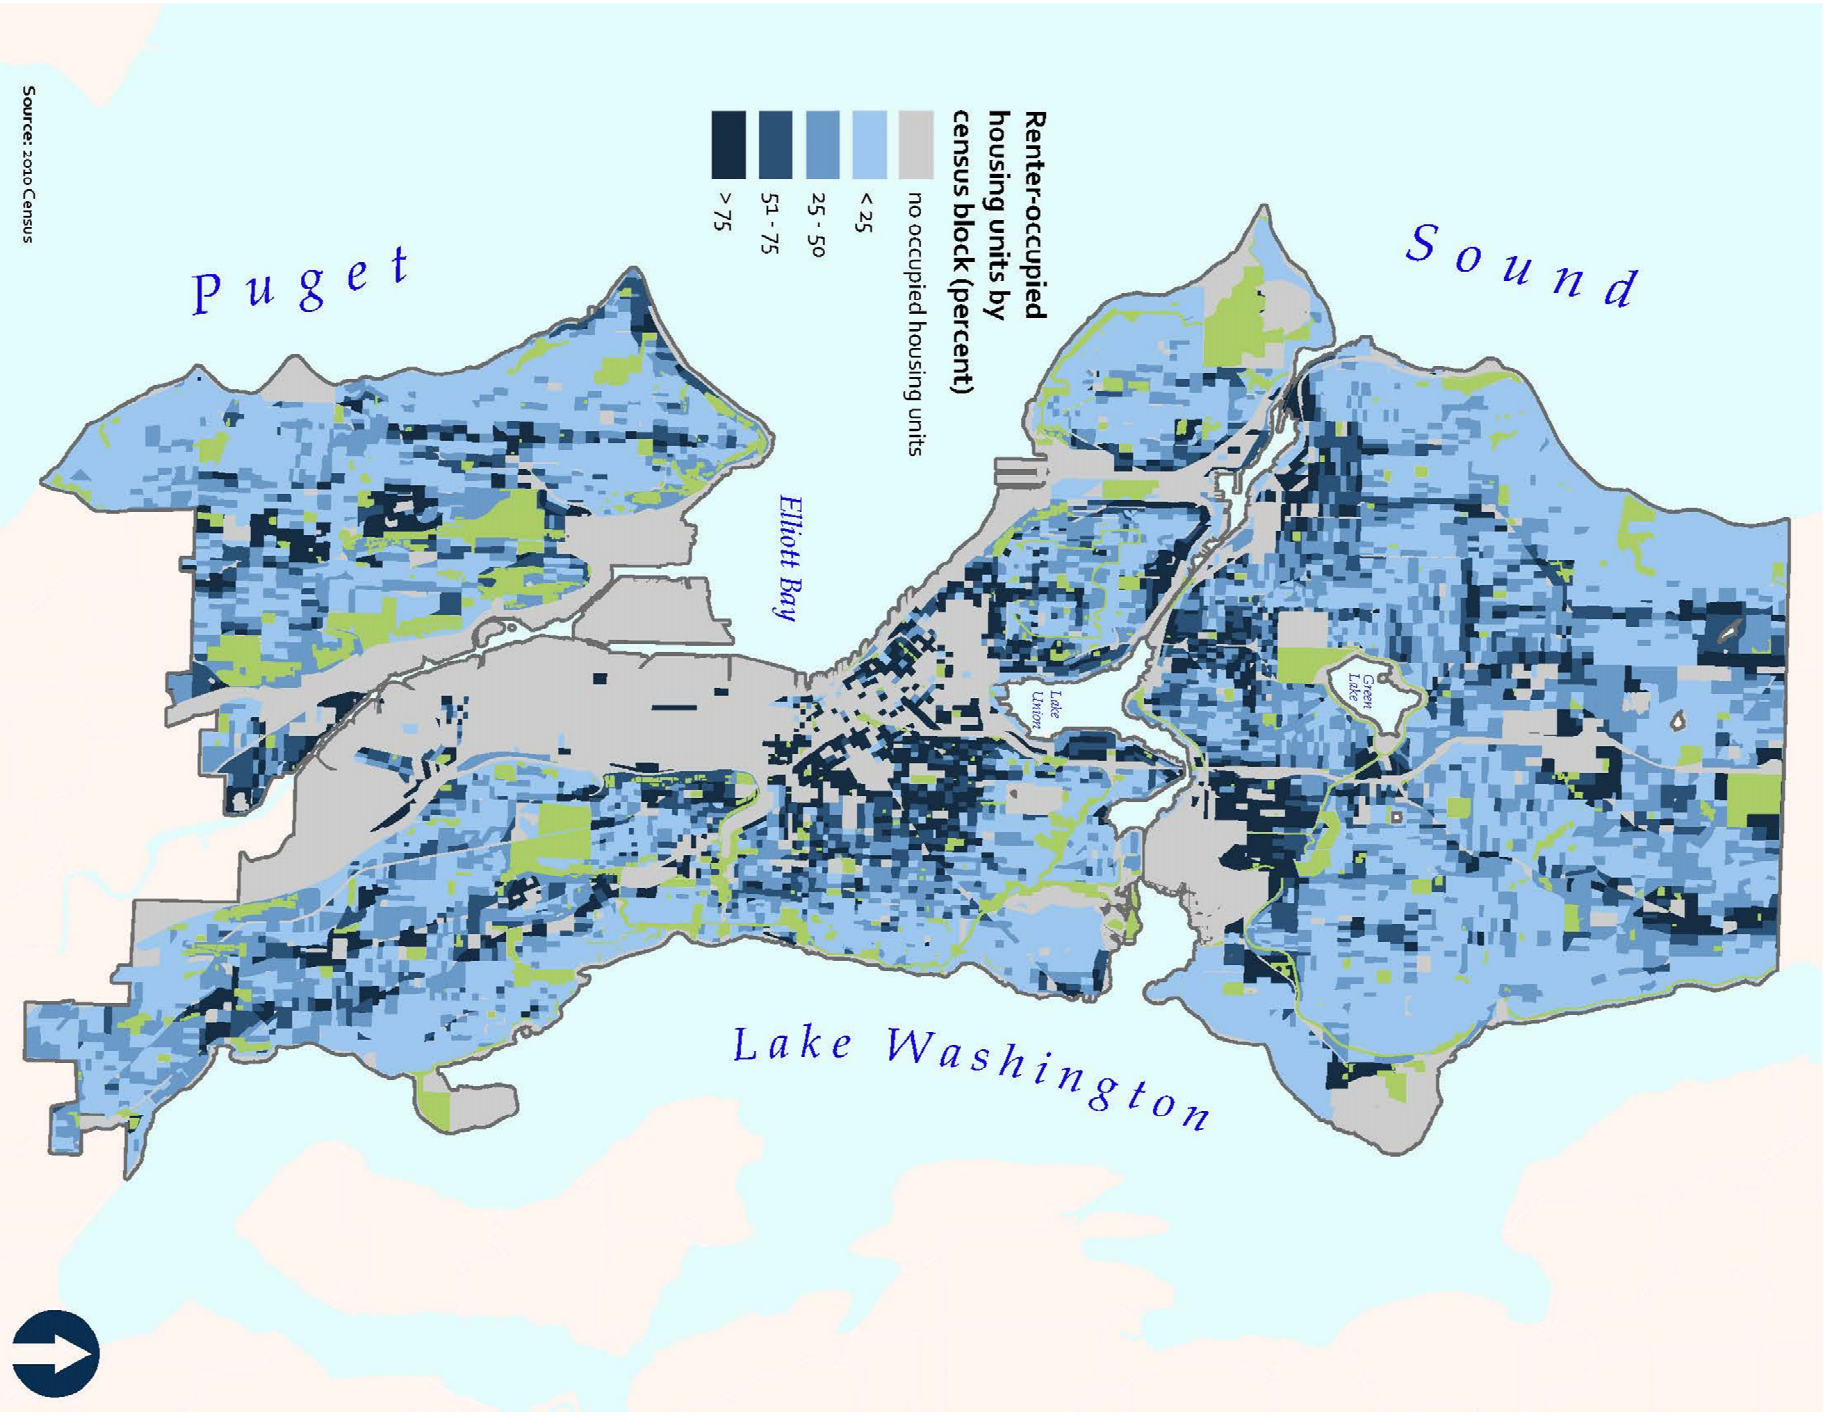 Renter-occupied
housing units by
census block (percent)
no occupied housing units
< 25
25 - 50
51 - 75
> 75
Puget
Sound
Elliott Bay
Lake
Union
Green
Lake
Lake Washington
Source: 2010 Census